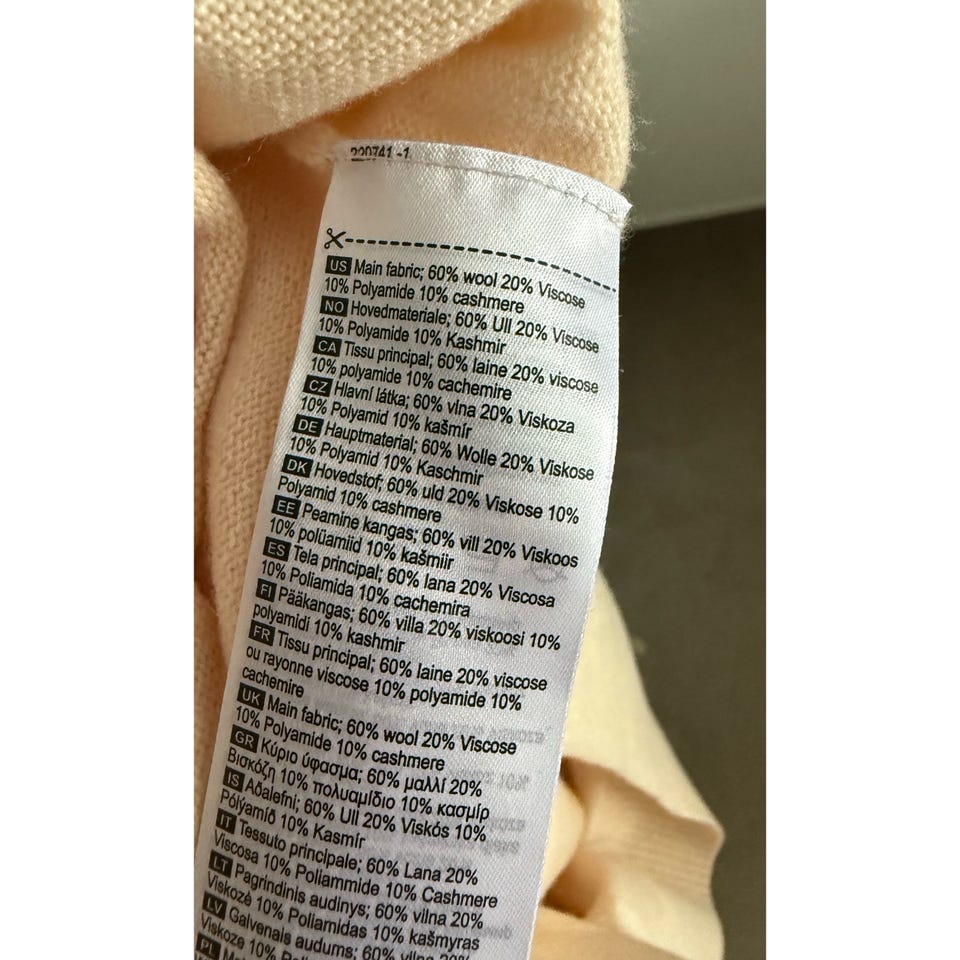 220741 -1
US Main fabric; 60% wool 20% Viscose
10% Polyamide 10% cashmere
NO Hovedmateriale; 60% Ull 20% Viscose
10% Polyamide 10% Kashmir
CA Tissu principal; 60% laine 20% viscose
10% polyamide 10% cachemire
CZ Hlavní látka; 60% vlna 20% Viskoza
10% Polyamid 10% kašmír
DE Hauptmaterial; 60% Wolle 20% Viskose
10% Polyamid 10% Kaschmir
DK Hovedstof; 60% uld 20% Viskose 10%
Polyamid 10% cashmere
EE Peamine kangas; 60% vill 20% Viskoos
10% polüamiid 10% kašmiir
ES Tela principal; 60% lana 20% Viscosa
10% Poliamida 10% cachemira
FI Pääkangas; 60% villa 20% viskoosi 10%
polyamidi 10% kashmir
FR Tissu principal; 60% laine 20% viscose
ou rayonne viscose 10% polyamide 10%
cachemire
UK Main fabric; 60% wool 20% Viscose
10% Polyamide 10% cashmere
GR Κύριο ύφασμα; 60% μαλλί 20%
Βισκόζη 10% πολυαμίδιο 10% κασμίρ
IS Aðalefni; 60% Ull 20% Viskós 10%
Pólýamíð 10% Kasmír
IT Tessuto principale; 60% Lana 20%
Viscosa 10% Poliammide 10% Cashmere
LT Pagrindinis audinys; 60% vilna 20%
Viskozė 10% Poliamidas 10% kašmyras
LV Galvenais audums; 60% vilna 20%
Viskoze 10%
PL